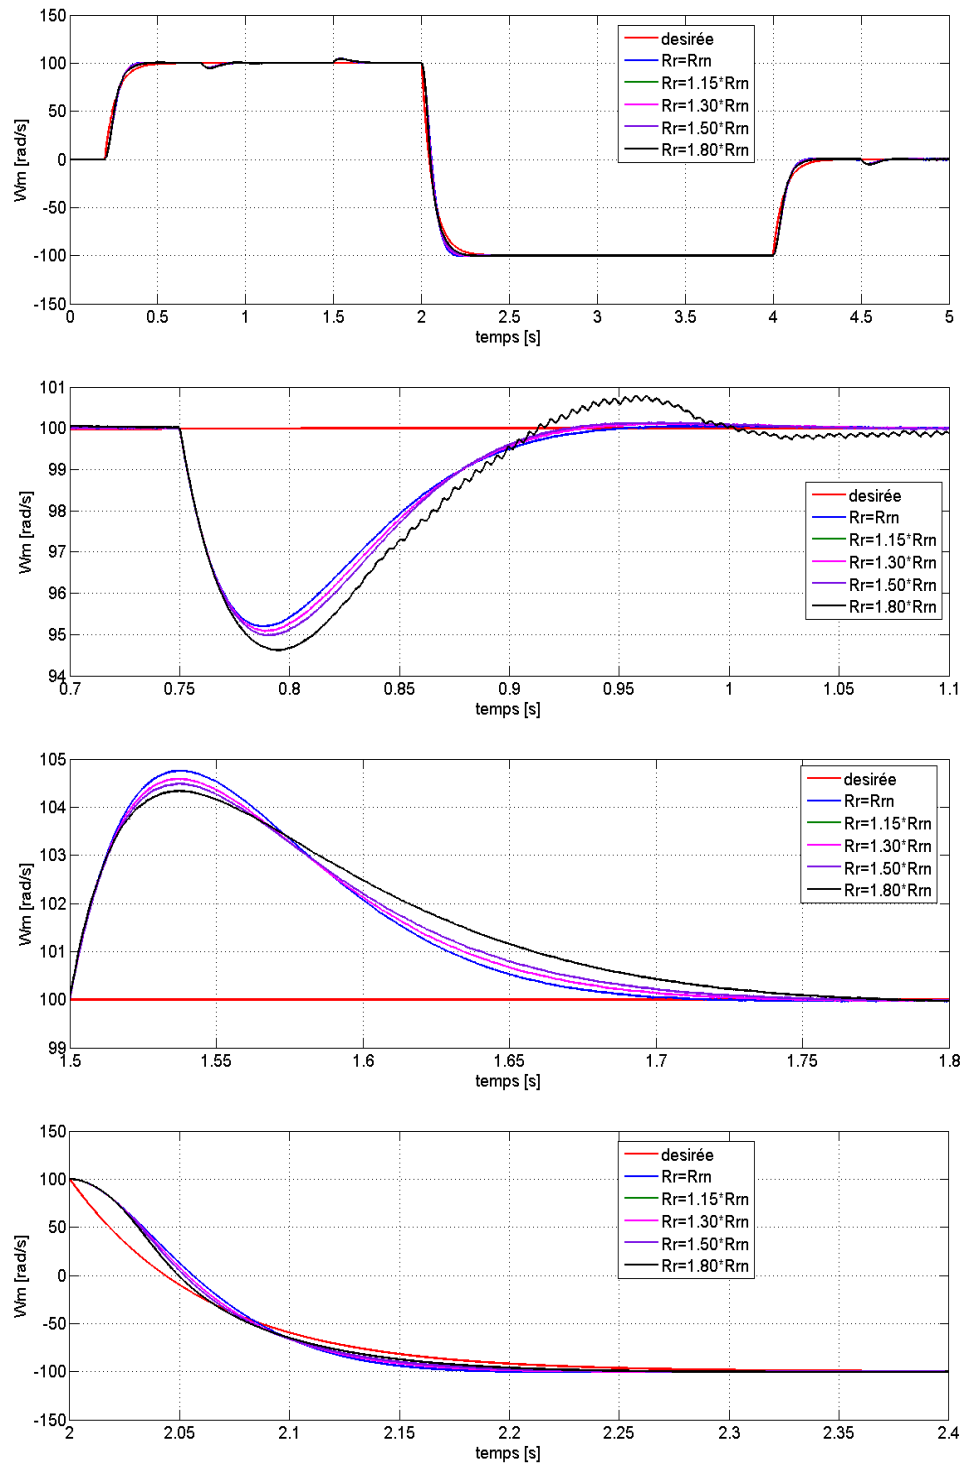 150
100
50
0
-50
-100
-150
Wm [rad/s]
0 0.5 1 1.5 2 2.5 3 3.5 4 4.5 5
temps [s]
desirée
Rr=Rrn
Rr=1.15*Rrn
Rr=1.30*Rrn
Rr=1.50*Rrn
Rr=1.80*Rrn
101
100
99
98
97
96
95
94
Wm [rad/s]
0.7 0.75 0.8 0.85 0.9 0.95 1 1.05 1.1
temps [s]
desirée
Rr=Rrn
Rr=1.15*Rrn
Rr=1.30*Rrn
Rr=1.50*Rrn
Rr=1.80*Rrn
105
104
103
102
101
100
99
Wm [rad/s]
1.5 1.55 1.6 1.65 1.7 1.75 1.8
temps [s]
desirée
Rr=Rrn
Rr=1.15*Rrn
Rr=1.30*Rrn
Rr=1.50*Rrn
Rr=1.80*Rrn
150
100
50
0
-50
-100
-150
Wm [rad/s]
2 2.05 2.1 2.15 2.2 2.25 2.3 2.35 2.4
temps [s]
desirée
Rr=Rrn
Rr=1.15*Rrn
Rr=1.30*Rrn
Rr=1.50*Rrn
Rr=1.80*Rrn